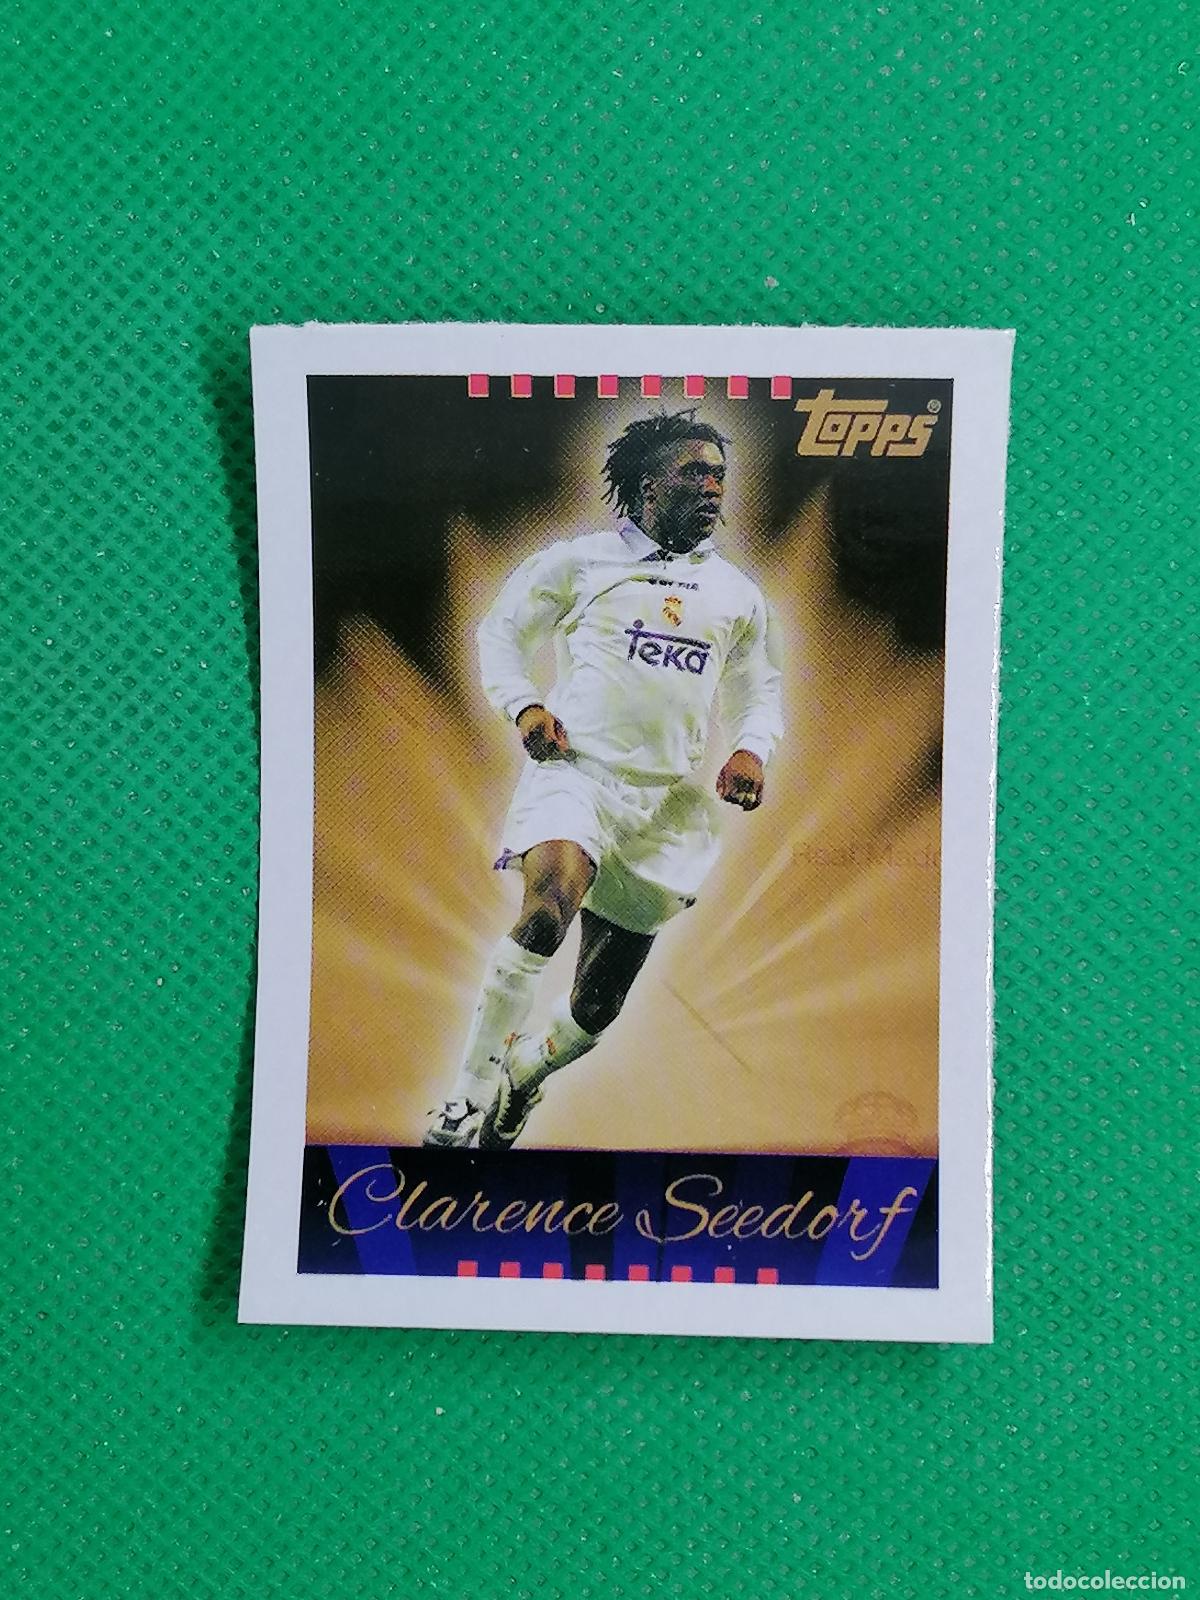 Topps®
Teka
Clarence Seedorf
todocoleccion